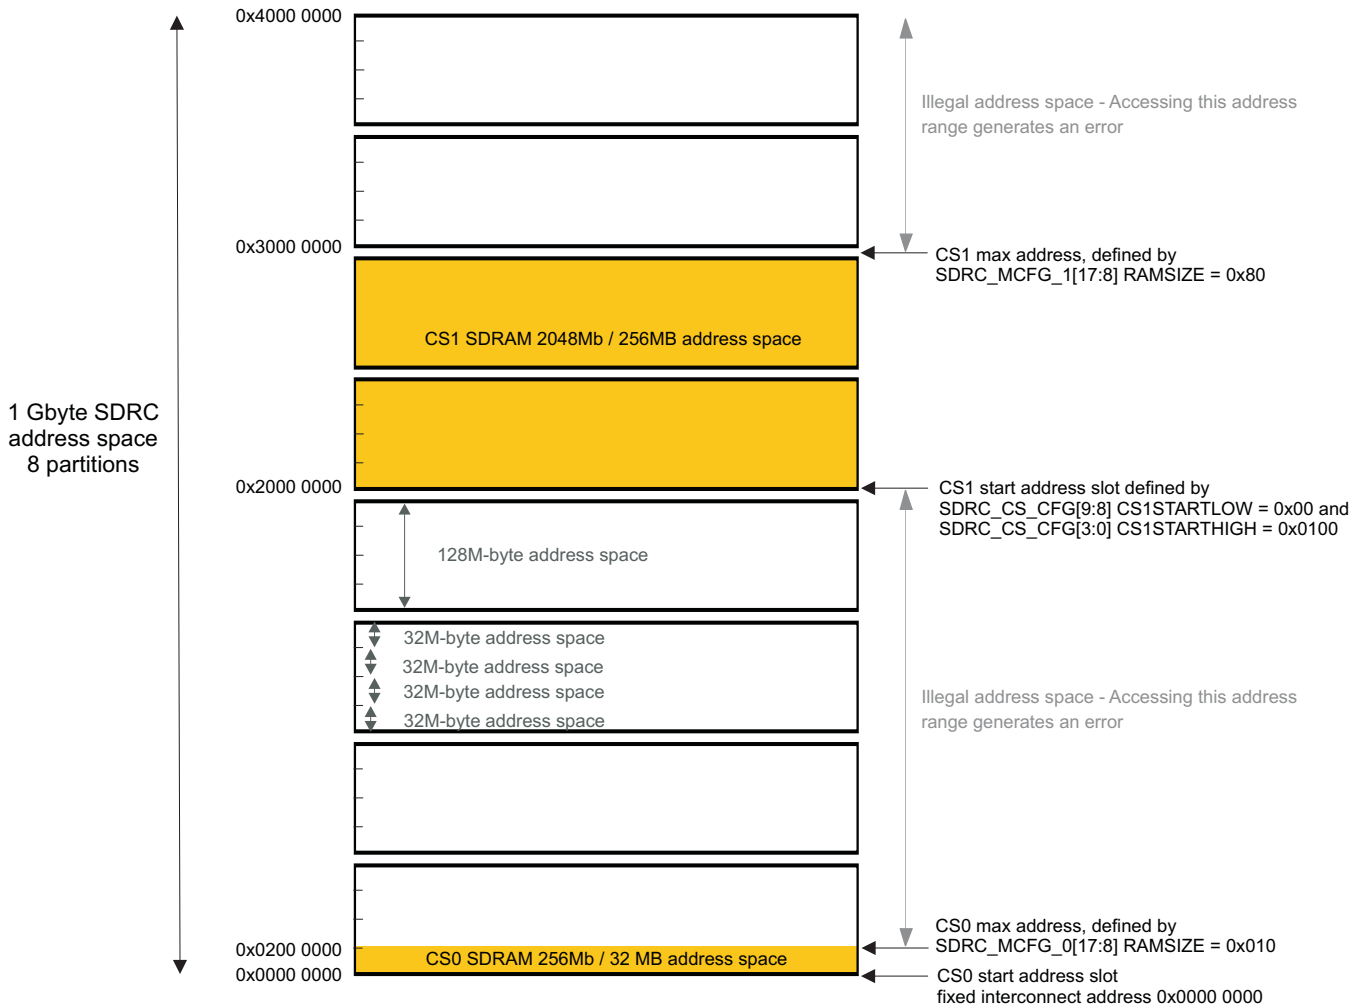 0x4000 0000
Illegal address space - Accessing this address
range generates an error
0x3000 0000
CS1 max address, defined by
SDRC_MCFG_1[17:8] RAMSIZE = 0x80
CS1 SDRAM 2048Mb / 256MB address space
1 Gbyte SDRC
address space
8 partitions
0x2000 0000
CS1 start address slot defined by
SDRC_CS_CFG[9:8] CS1STARTLOW = 0x00 and
SDRC_CS_CFG[3:0] CS1STARTHIGH = 0x0100
128M-byte address space
32M-byte address space
32M-byte address space
32M-byte address space
32M-byte address space
Illegal address space - Accessing this address
range generates an error
CS0 max address, defined by
SDRC_MCFG_0[17:8] RAMSIZE = 0x010
0x0200 0000
CS0 SDRAM 256Mb / 32 MB address space
0x0000 0000
CS0 start address slot
fixed interconnect address 0x0000 0000